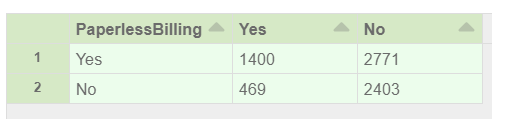 PaperlessBilling Yes No
1 Yes 1400 2771
2 No 469 2403